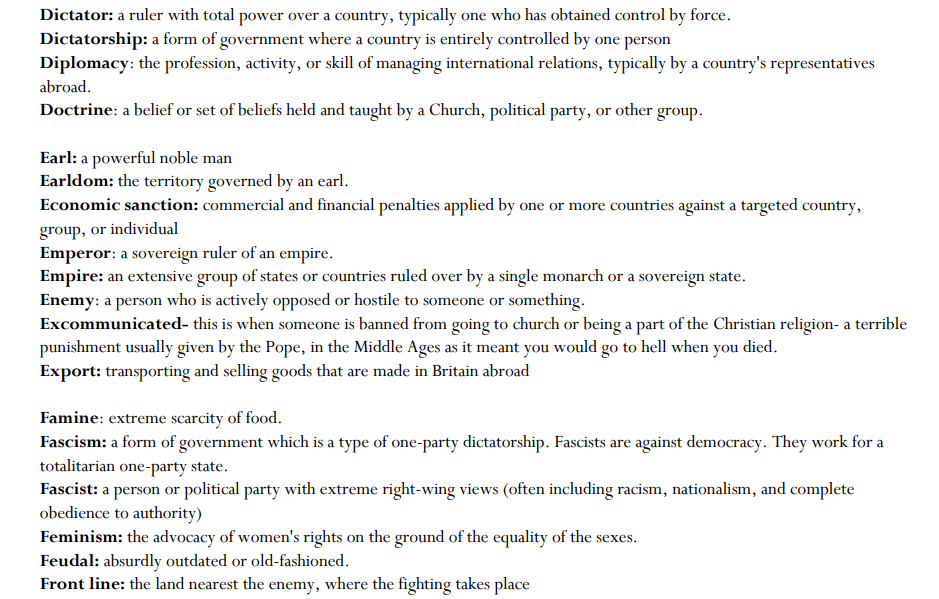 Dictator: a ruler with total power over a country, typically one who has obtained control by force.
Dictatorship: a form of government where a country is entirely controlled by one person
Diplomacy: the profession, activity, or skill of managing international relations, typically by a country's representatives
abroad.
Doctrine: a belief or set of beliefs held and taught by a Church, political party, or other group.
Earl: a powerful noble man
Earldom: the territory governed by an earl.
Economic sanction: commercial and financial penalties applied by one or more countries against a targeted country,
group, or individual
Emperor: a sovereign ruler of an empire.
Empire: an extensive group of states or countries ruled over by a single monarch or a sovereign state.
Enemy: a person who is actively opposed or hostile to someone or something.
Excommunicated- this is when someone is banned from going to church or being a part of the Christian religion- a terrible
punishment usually given by the Pope, in the Middle Ages as it meant you would go to hell when you died.
Export: transporting and selling goods that are made in Britain abroad
Famine: extreme scarcity of food.
Fascism: a form of government which is a type of one-party dictatorship. Fascists are against democracy. They work for a
totalitarian one-party state.
Fascist: a person or political party with extreme right-wing views (often including racism, nationalism, and complete
obedience to authority)
Feminism: the advocacy of women's rights on the ground of the equality of the sexes.
Feudal: absurdly outdated or old-fashioned.
Front line: the land nearest the enemy, where the fighting takes place